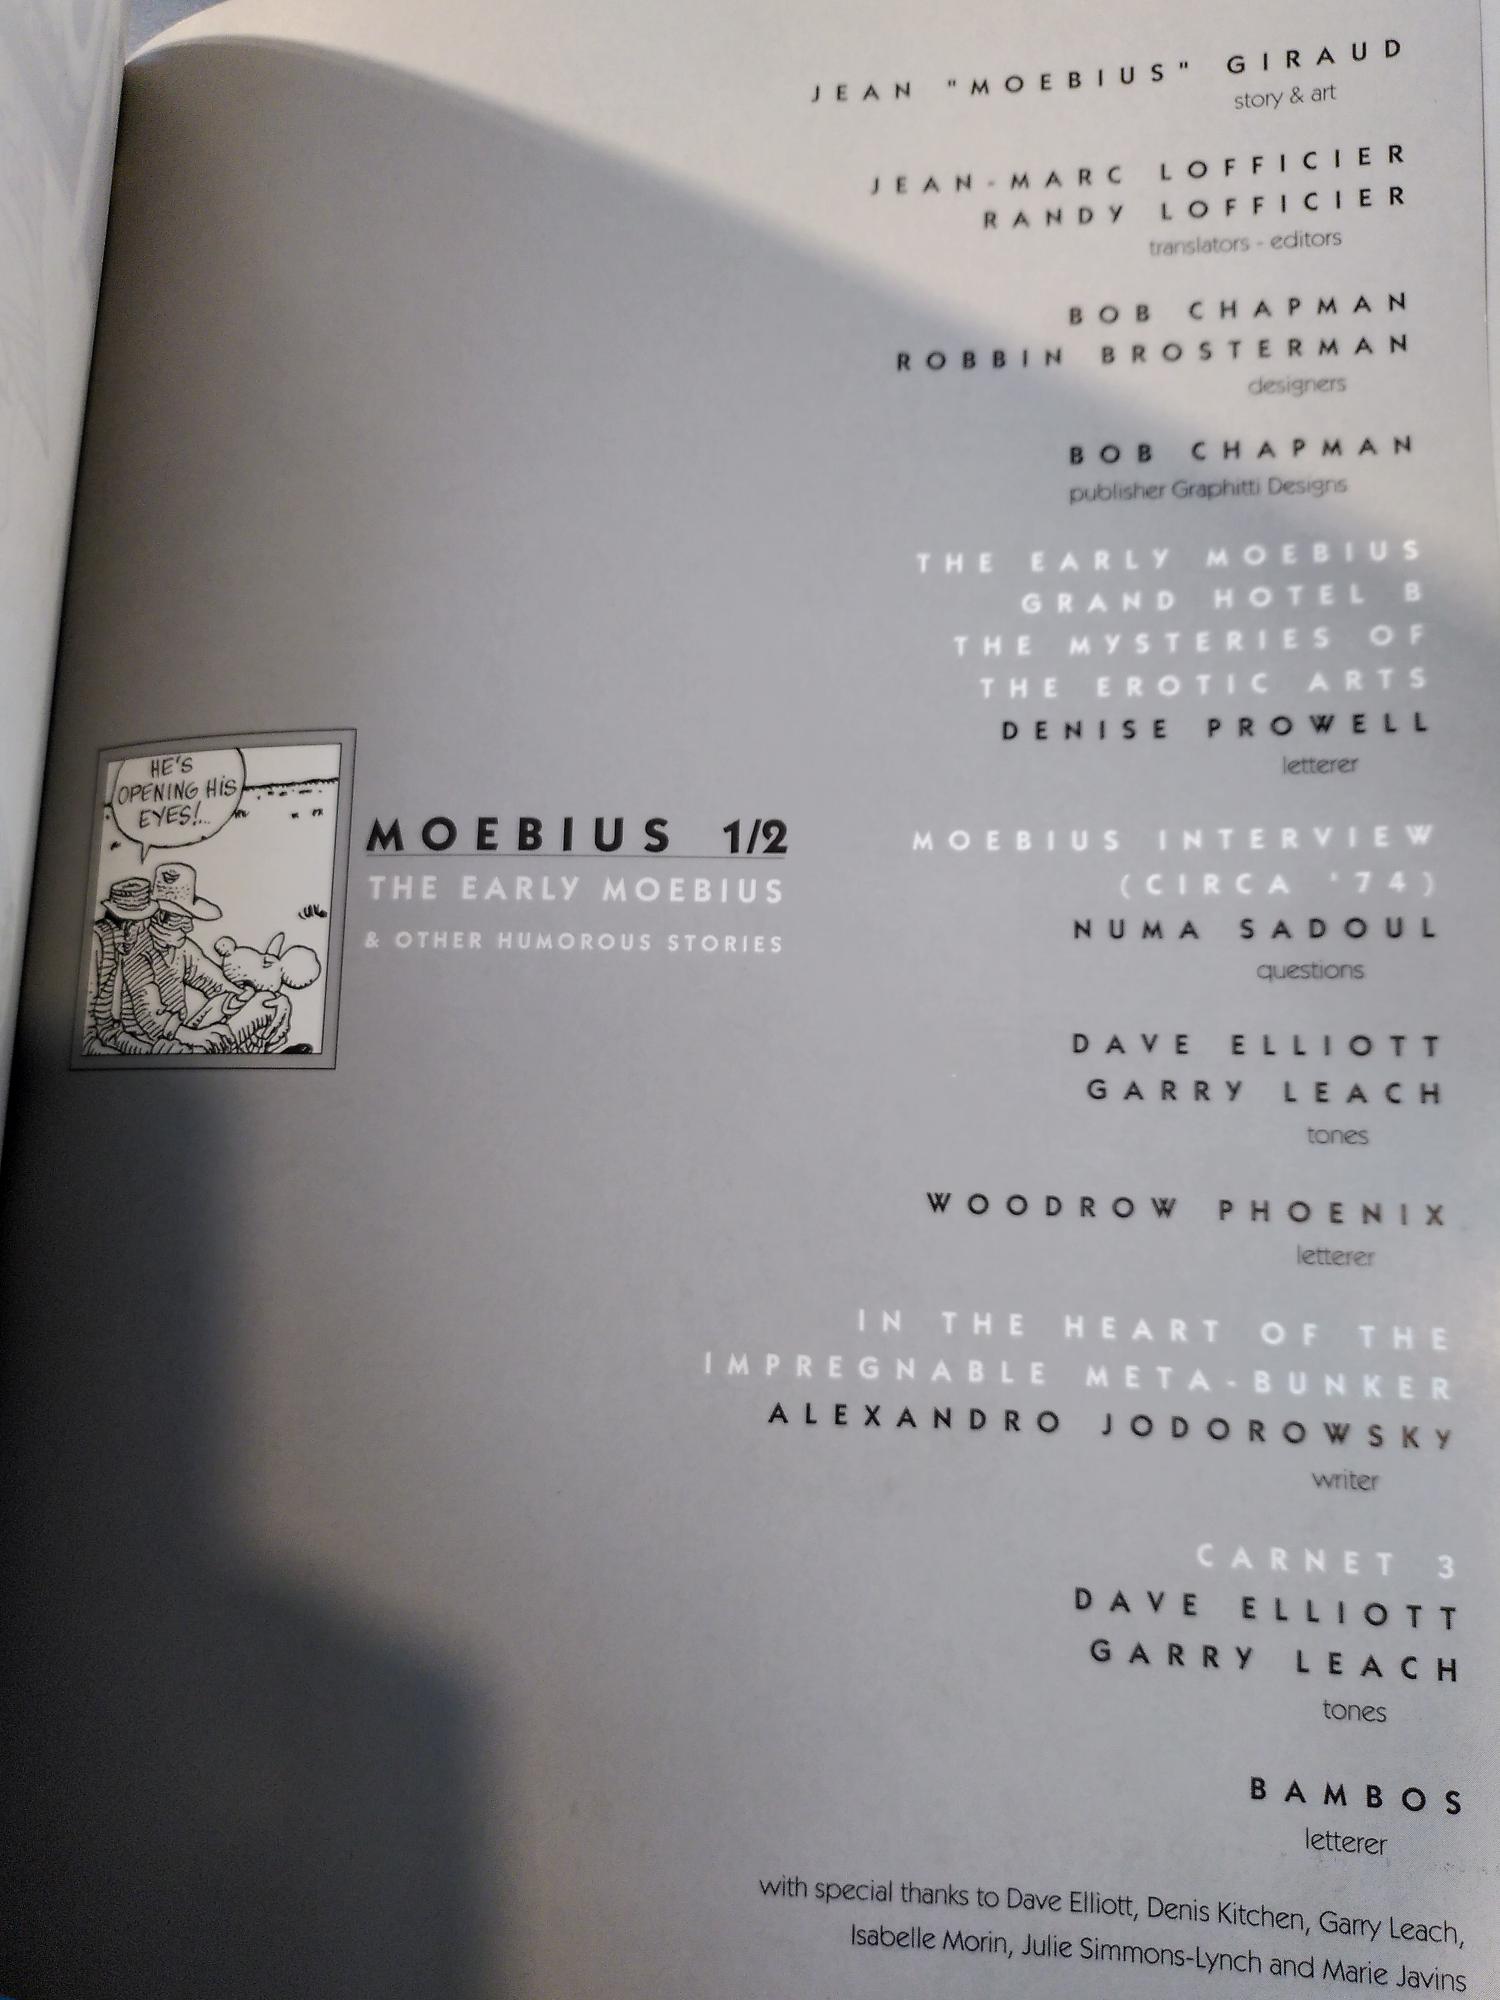 JEAN "MOEBIUS" GIRAUD
story & art
JEAN-MARC LOFFICIER
RANDY LOFFICIER
translators - editors
BOB CHAPMAN
ROBBIN BROSTERMAN
designers
BOB CHAPMAN
publisher Graphitti Designs
THE EARLY MOEBIUS
GRAND HOTEL B
THE MYSTERIES OF
THE EROTIC ARTS
DENISE PROWELL
letterer
HE'S
OPENING HIS
EYES!..
MOEBIUS 1/2
THE EARLY MOEBIUS
& OTHER HUMOROUS STORIES
MOEBIUS INTERVIEW
(CIRCA '74)
NUMA SADOUL
questions
DAVE ELLIOTT
GARRY LEACH
tones
WOODROW PHOENIX
letterer
IN THE HEART OF THE
IMPREGNABLE META-BUNKER
ALEXANDRO JODOROWSKY
writer
CARNET 3
DAVE ELLIOTT
GARRY LEACH
tones
BAMBOS
letterer
with special thanks to Dave Elliott, Denis Kitchen, Garry Leach,
Isabelle Morin, Julie Simmons-Lynch and Marie Javins